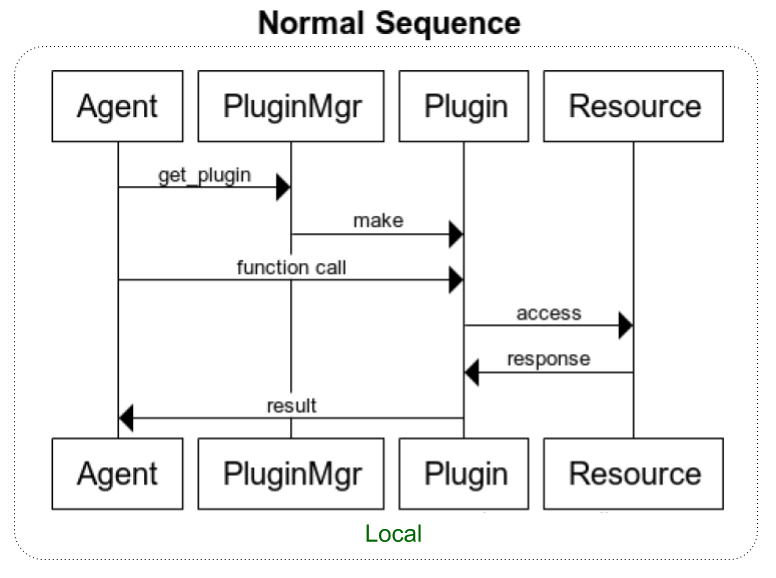 Normal Sequence
Agent PluginMgr Plugin Resource
get_plugin
make
function call
access
response
result
Agent PluginMgr Plugin Resource
Local